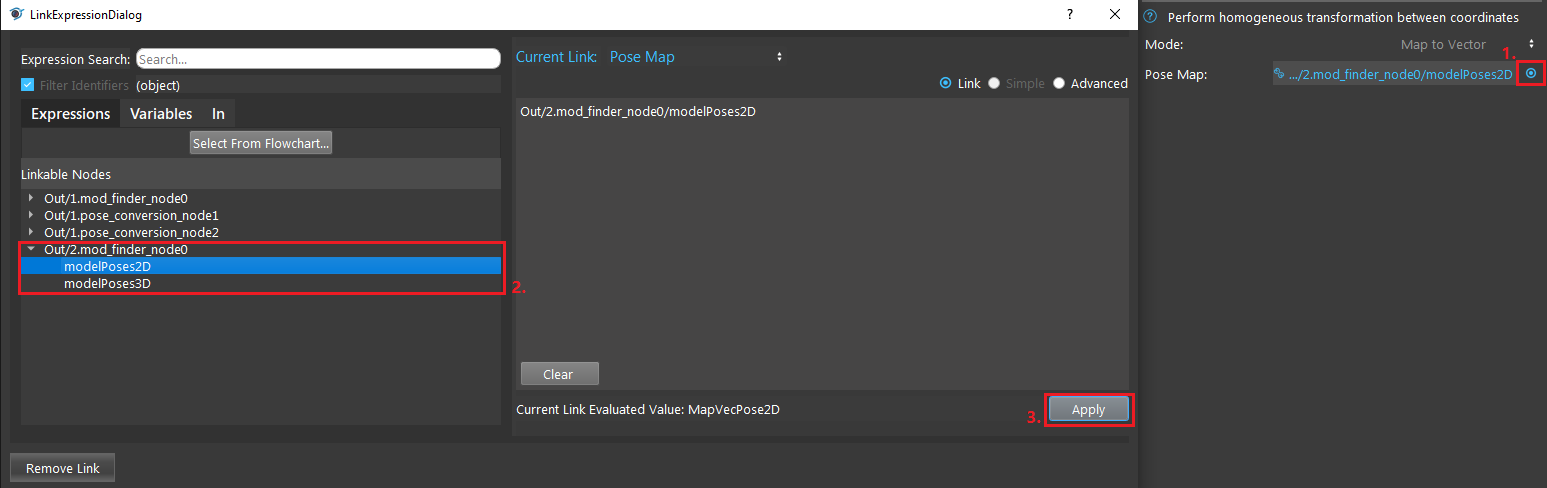 LinkExpressionDialog
?
Expression Search:
Search...
Filter Identifiers
(object)
Expressions
Variables
In
Select From Flowchart...
Linkable Nodes
Out/1.mod_finder_node0
Out/1.pose_conversion_node1
Out/1.pose_conversion_node2
Out/2.mod_finder_node0
modelPoses2D
modelPoses3D
2.
Current Link:
Pose Map
Link
Simple
Advanced
Out/2.mod_finder_node0/modelPoses2D
Clear
Current Link Evaluated Value: MapVecPose2D
3.
Apply
Remove Link
? Perform homogeneous transformation between coordinates
Mode:
Map to Vector
1.
Pose Map:
.../2.mod_finder_node0/modelPoses2D